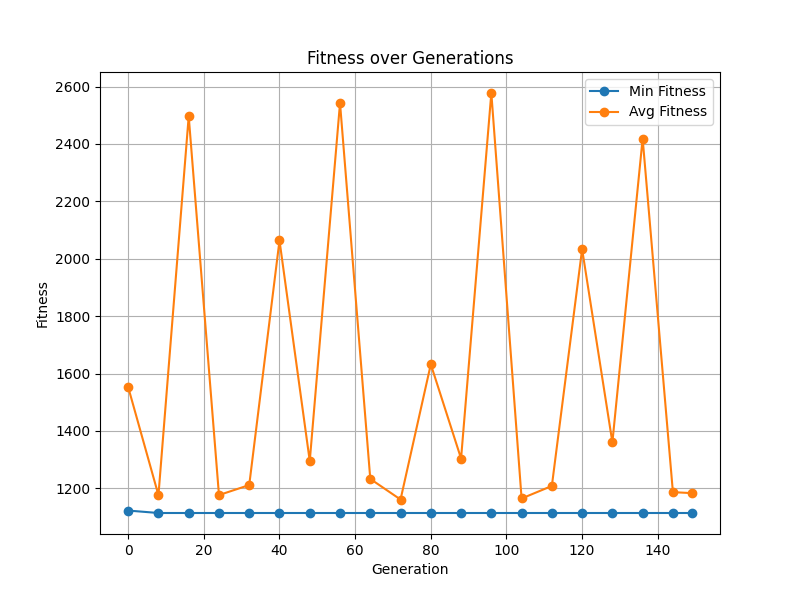 Fitness over Generations
Min Fitness
Avg Fitness
2600
2400
2200
2000
1800
1600
1400
1200
Fitness
0 20 40 60 80 100 120 140
Generation